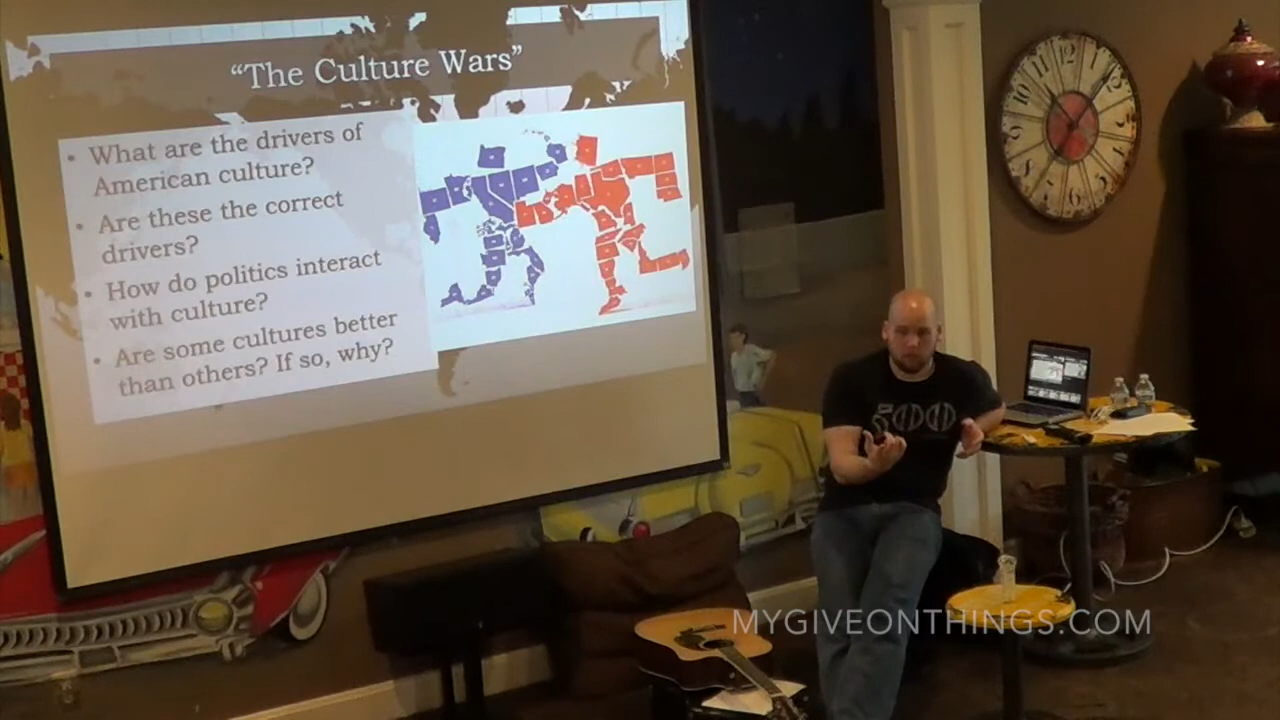 “The Culture Wars”
• What are the drivers of
American culture?
• Are these the correct
drivers?
• How do politics interact
with culture?
• Are some cultures better
than others? If so, why?
MYGIVEONTHINGS.COM